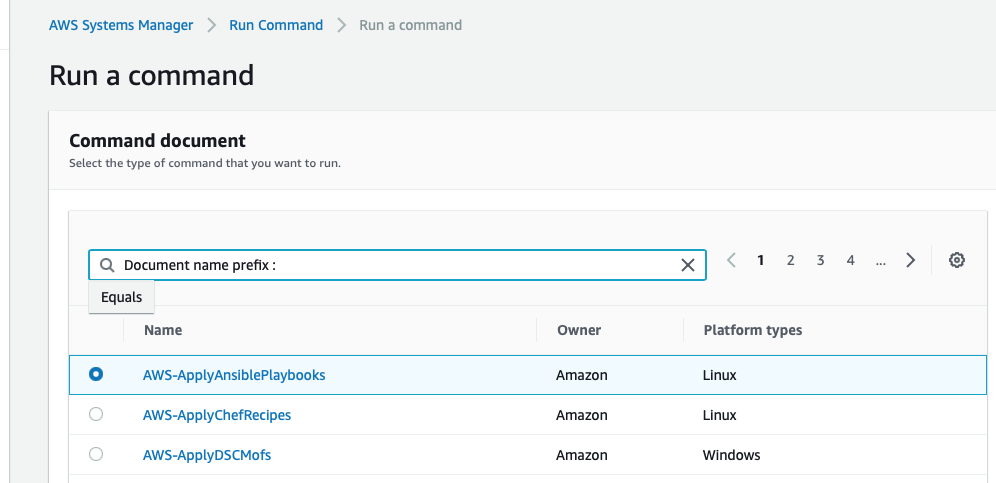 AWS Systems Manager > Run Command > Run a command
Run a command
Command document
Select the type of command that you want to run.
Document name prefix :
1 2 3 4 ...
Equals
Name Owner Platform types
AWS-ApplyAnsiblePlaybooks Amazon Linux
AWS-ApplyChefRecipes Amazon Linux
AWS-ApplyDSCMofs Amazon Windows